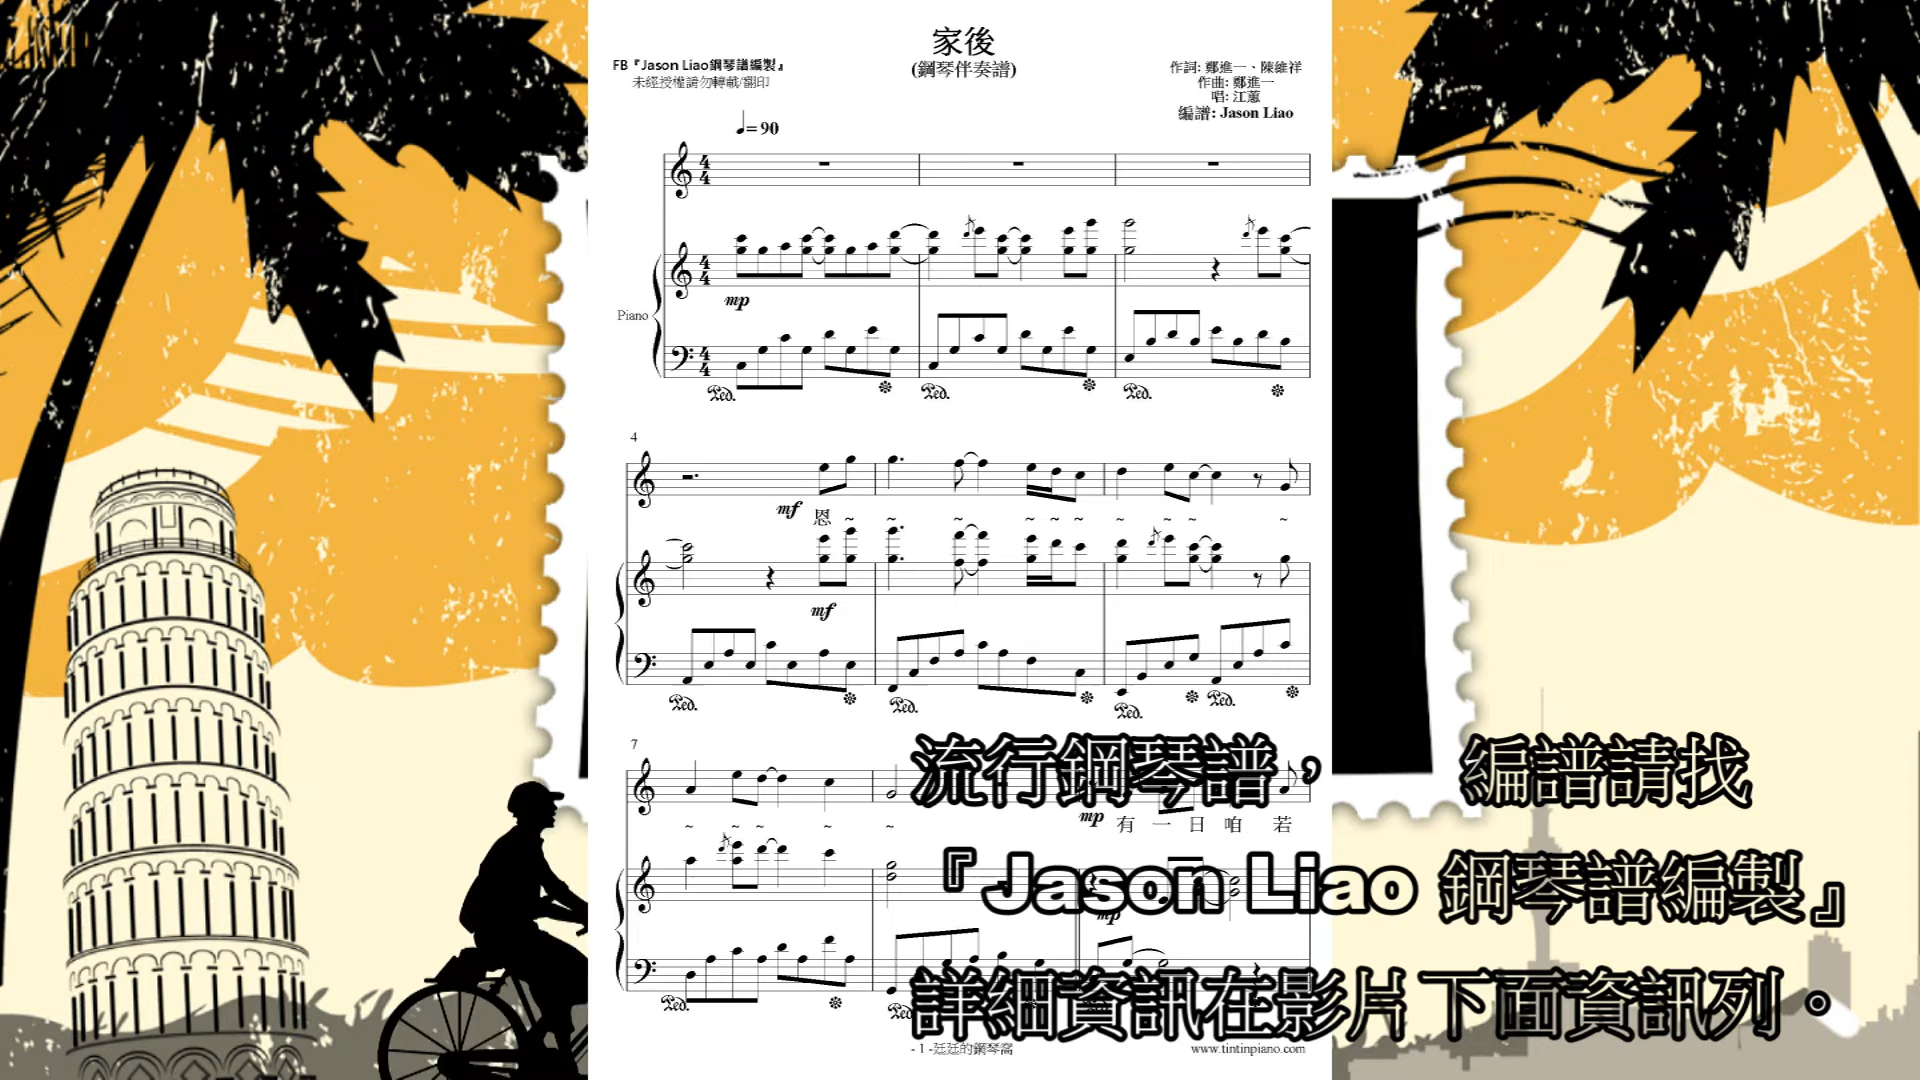 家後
(鋼琴伴奏譜)
FB『Jason Liao鋼琴譜編製』
未經授權請勿轉載/翻印
作詞: 鄭進一、陳維祥
作曲: 鄭進一
唱: 江蕙
編譜: Jason Liao
= 90
mp
Piano
4
mf
恩 ~ ~ ~ ~ ~ ~ ~ ~ ~ ~
mf
7
mp
~ ~ ~ ~ ~ 有 一 日 咱 若
mp
流行鋼琴譜， 編譜請找
『Jason Liao 鋼琴譜編製』
詳細資訊在影片下面資訊列。
- 1 -廷廷的鋼琴窩
www.tintinpiano.com